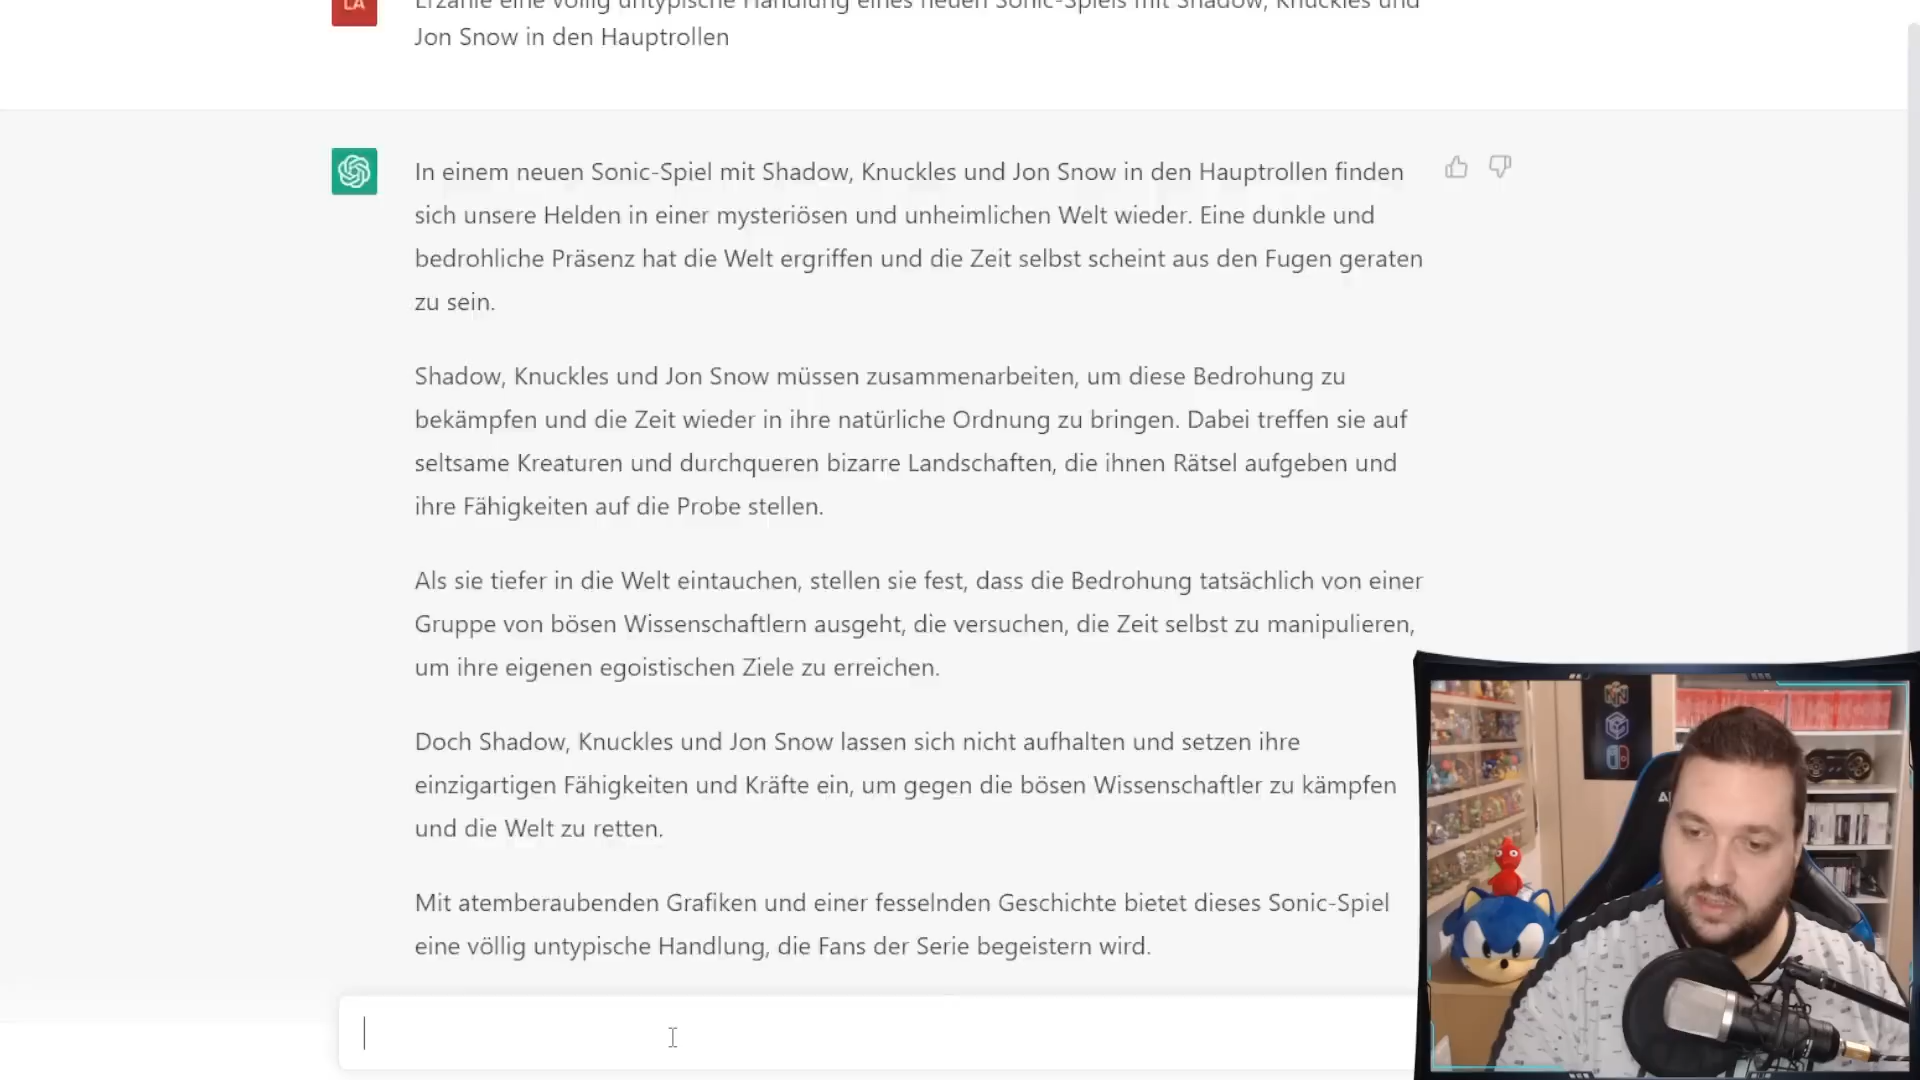 LA
Erzähle eine völlig untypische Handlung eines neuen Sonic-Spiels mit Shadow, Knuckles und
Jon Snow in den Hauptrollen
In einem neuen Sonic-Spiel mit Shadow, Knuckles und Jon Snow in den Hauptrollen finden
sich unsere Helden in einer mysteriösen und unheimlichen Welt wieder. Eine dunkle und
bedrohliche Präsenz hat die Welt ergriffen und die Zeit selbst scheint aus den Fugen geraten
zu sein.
Shadow, Knuckles und Jon Snow müssen zusammenarbeiten, um diese Bedrohung zu
bekämpfen und die Zeit wieder in ihre natürliche Ordnung zu bringen. Dabei treffen sie auf
seltsame Kreaturen und durchqueren bizarre Landschaften, die ihnen Rätsel aufgeben und
ihre Fähigkeiten auf die Probe stellen.
Als sie tiefer in die Welt eintauchen, stellen sie fest, dass die Bedrohung tatsächlich von einer
Gruppe von bösen Wissenschaftlern ausgeht, die versuchen, die Zeit selbst zu manipulieren,
um ihre eigenen egoistischen Ziele zu erreichen.
Doch Shadow, Knuckles und Jon Snow lassen sich nicht aufhalten und setzen ihre
einzigartigen Fähigkeiten und Kräfte ein, um gegen die bösen Wissenschaftler zu kämpfen
und die Welt zu retten.
Mit atemberaubenden Grafiken und einer fesselnden Geschichte bietet dieses Sonic-Spiel
eine völlig untypische Handlung, die Fans der Serie begeistern wird.